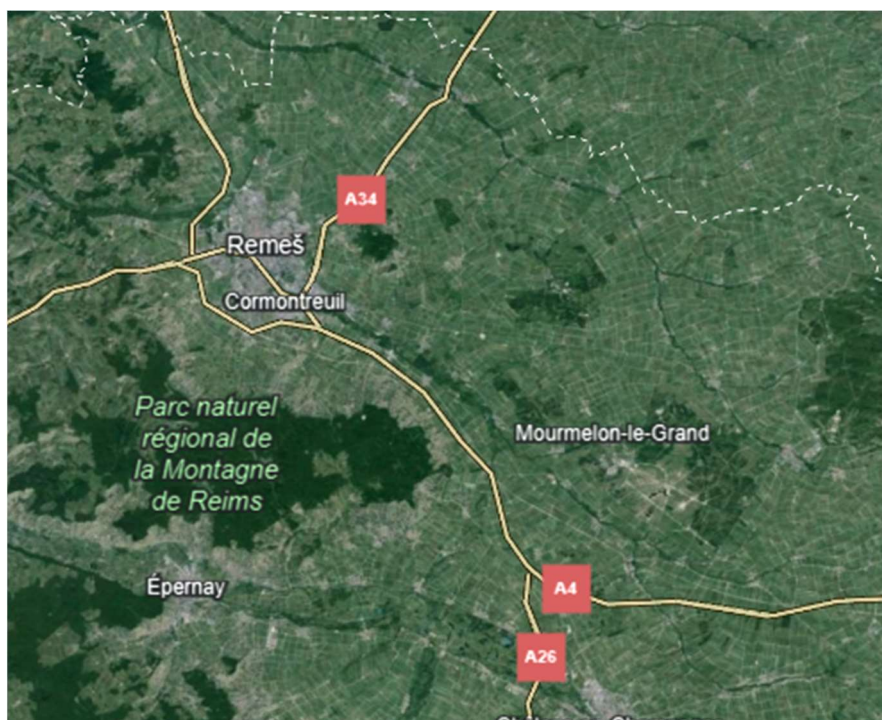 A34
Remeš
Cormontreuil
Parc naturel
régional de
la Montagne
de Reims
Mourmelon-le-Grand
Épernay
A4
A26